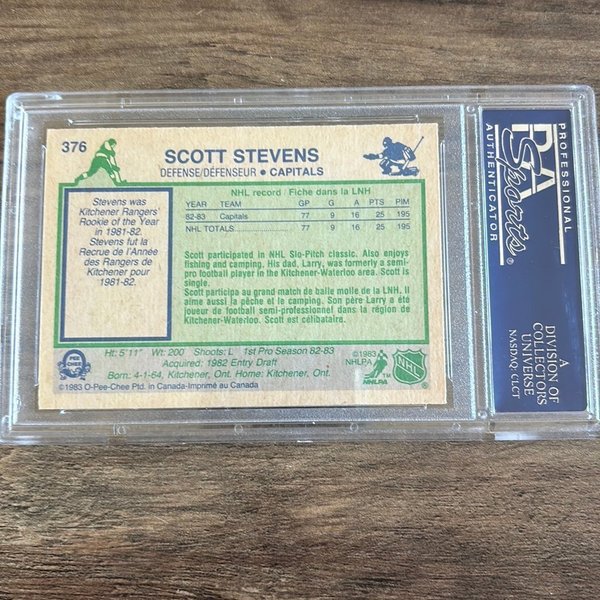 376
SCOTT STEVENS
DEFENSE/DÉFENSEUR • CAPITALS
Stevens was
Kitchener Rangers'
Rookie of the Year
in 1981-82.
Stevens fut la
Recrue de l'Année
des Rangers de
Kitchener pour
1981-82.
NHL record / Fiche dans la LNH
YEAR TEAM GP G A PTS PIM
82-83 Capitals 77 9 16 25 195
NHL TOTALS 77 9 16 25 195
Scott participated in NHL Slo-Pitch classic. Also enjoys
fishing and camping. His dad, Larry, was formerly a semi-
pro football player in the Kitchener-Waterloo area. Scott is
single.
Scott participa au grand match de balle molle de la LNH. Il
aime aussi la pêche et le camping. Son père Larry a été
joueur de football semi-professionnel dans la région de
Kitchener-Waterloo. Scott est célibataire.
O PEE CHEE
Ht: 5'11" Wt: 200 Shoots: L 1st Pro Season 82-83
Acquired: 1982 Entry Draft
Born: 4-1-64, Kitchener, Ont. Home: Kitchener, Ont.
©1983 O-Pee-Chee Ptd. in Canada-Imprimé au Canada
©1983
NHLPA
NHLPA
TM
NHL
®
PROFESSIONAL
PSA
Sports®
AUTHENTICATOR
A
DIVISION OF
COLLECTORS
UNIVERSE
NASDAQ: CLCT